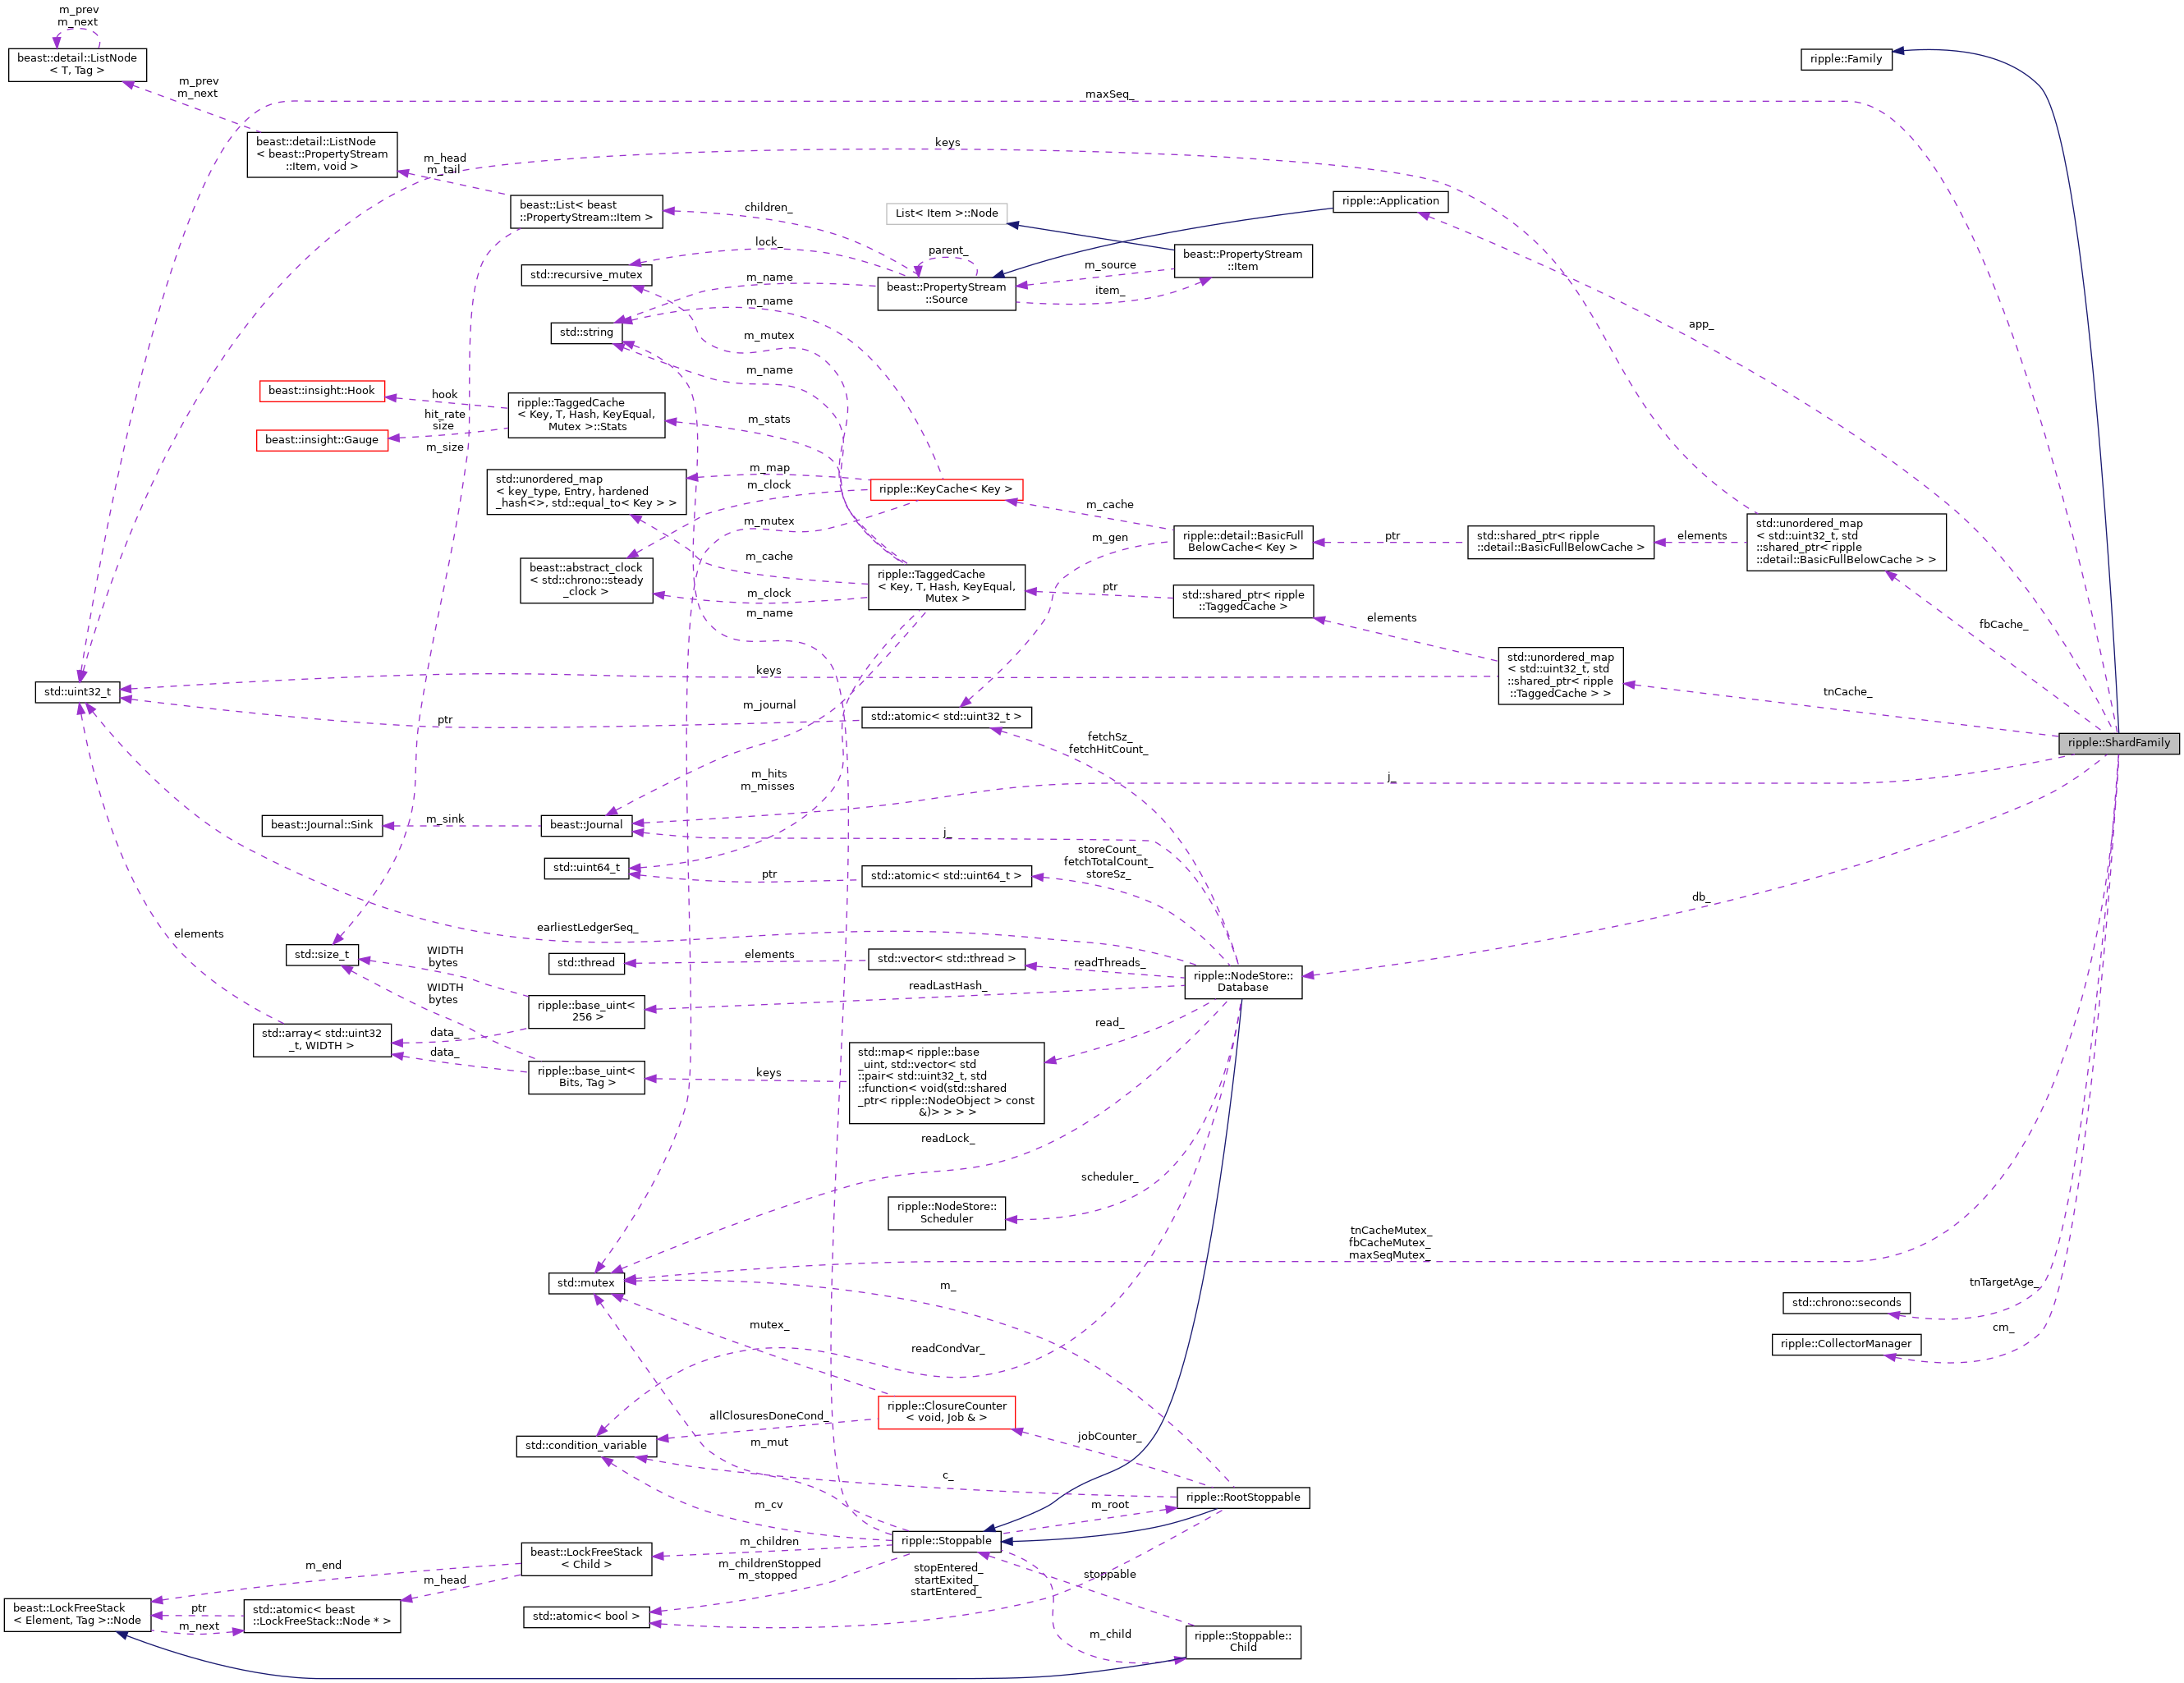 m_prev
m_next
beast::detail::ListNode
< T, Tag >
ripple::Family
m_prev
m_next
maxSeq_
beast::detail::ListNode
< beast::PropertyStream
::Item, void >
keys
m_head
m_tail
beast::List< beast
::PropertyStream::Item >
children_
List< Item >::Node
ripple::Application
lock_
parent_
beast::PropertyStream
::Item
m_source
std::recursive_mutex
m_name
beast::PropertyStream
::Source
item_
m_name
std::string
app_
m_mutex
m_name
beast::insight::Hook
hook
ripple::TaggedCache
< Key, T, Hash, KeyEqual,
Mutex >::Stats
hit_rate
size
m_stats
beast::insight::Gauge
m_size
m_map
std::unordered_map
< key_type, Entry, hardened
_hash<>, std::equal_to< Key > >
m_clock
ripple::KeyCache< Key >
m_cache
m_mutex
m_gen
ripple::detail::BasicFull
BelowCache< Key >
ptr
std::shared_ptr< ripple
::detail::BasicFullBelowCache >
elements
std::unordered_map
< std::uint32_t, std
::shared_ptr< ripple
::detail::BasicFullBelowCache > >
m_cache
beast::abstract_clock
< std::chrono::steady
_clock >
m_clock
ripple::TaggedCache
< Key, T, Hash, KeyEqual,
Mutex >
ptr
std::shared_ptr< ripple
::TaggedCache >
m_name
elements
fbCache_
std::unordered_map
< std::uint32_t, std
::shared_ptr< ripple
::TaggedCache > >
keys
std::uint32_t
tnCache_
m_journal
ptr
std::atomic< std::uint32_t >
fetchSz_
fetchHitCount_
ripple::ShardFamily
m_hits
m_misses
j_
beast::Journal::Sink
m_sink
beast::Journal
j_
storeCount_
fetchTotalCount_
storeSz_
std::uint64_t
ptr
std::atomic< std::uint64_t >
db_
elements
earliestLedgerSeq_
std::size_t
WIDTH
bytes
std::thread
elements
std::vector< std::thread >
readThreads_
ripple::NodeStore::
Database
WIDTH
bytes
readLastHash_
ripple::base_uint<
256 >
std::array< std::uint32
_t, WIDTH >
data_
data_
read_
ripple::base_uint<
Bits, Tag >
keys
std::map< ripple::base
_uint, std::vector< std
::pair< std::uint32_t, std
::function< void(std::shared
_ptr< ripple::NodeObject > const
&)> > > >
readLock_
scheduler_
ripple::NodeStore::
Scheduler
tnCacheMutex_
fbCacheMutex_
maxSeqMutex_
std::mutex
m_
tnTargetAge_
std::chrono::seconds
mutex_
cm_
ripple::CollectorManager
readCondVar_
ripple::ClosureCounter
< void, Job & >
allClosuresDoneCond_
jobCounter_
std::condition_variable
m_mut
c_
m_cv
m_root
ripple::RootStoppable
ripple::Stoppable
m_children
beast::LockFreeStack
< Child >
m_end
m_head
m_childrenStopped
m_stopped
stopEntered_
startExited_
startEntered_
stoppable
beast::LockFreeStack
< Element, Tag >::Node
ptr
m_next
std::atomic< beast
::LockFreeStack::Node * >
std::atomic< bool >
m_child
ripple::Stoppable::
Child